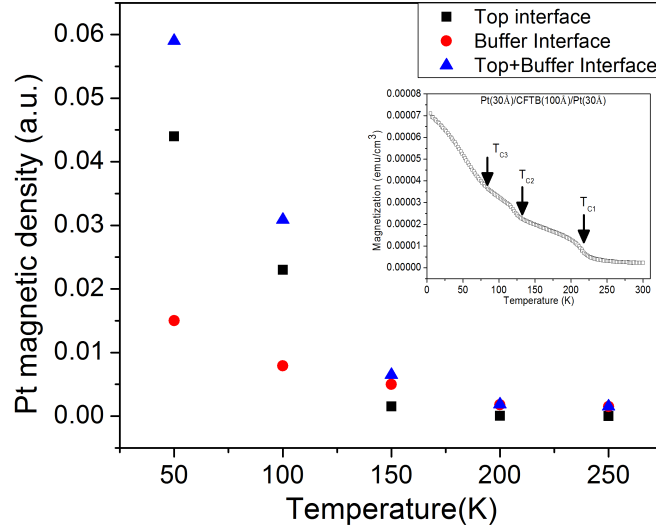 Top interface
Buffer Interface
Top+Buffer Interface
0.06
0.05
0.04
0.03
0.02
0.01
0.00
Pt magnetic density (a.u.)
50 100 150 200 250
Temperature(K)
Pt(30Å)/CFTB(100Å)/Pt(30Å)
0.00008
0.00007
0.00006
0.00005
0.00004
0.00003
0.00002
0.00001
0.00000
Magnetization (emu/cm³)
T_C3
T_C2
T_C1
0 50 100 150 200 250 300
Temperature (K)